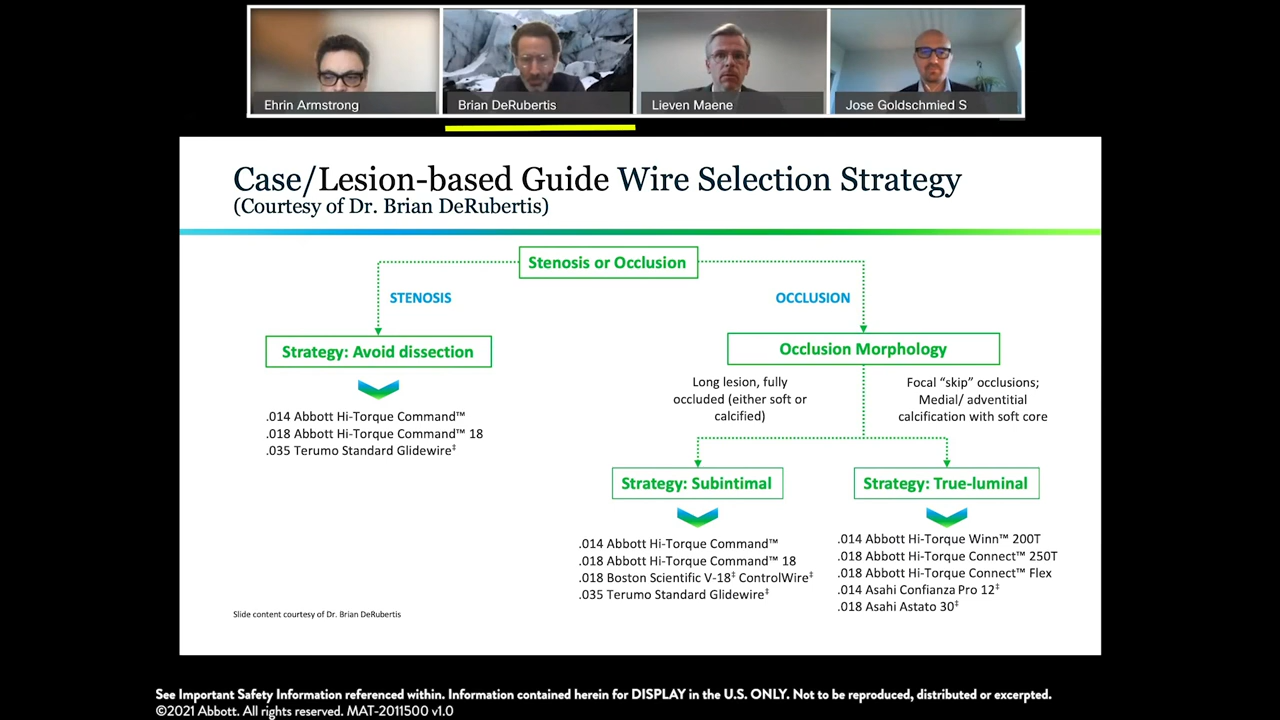 Ehrin Armstrong
Brian DeRubertis
Lieven Maene
Jose Goldschmied S
Case/Lesion-based Guide Wire Selection Strategy
(Courtesy of Dr. Brian DeRubertis)
Stenosis or Occlusion
STENOSIS
OCCLUSION
Strategy: Avoid dissection
.014 Abbott Hi-Torque Command™
.018 Abbott Hi-Torque Command™ 18
.035 Terumo Standard Glidewire‡
Occlusion Morphology
Long lesion, fully
occluded (either soft or
calcified)
Focal “skip” occlusions;
Medial/ adventitial
calcification with soft core
Strategy: Subintimal
.014 Abbott Hi-Torque Command™
.018 Abbott Hi-Torque Command™ 18
.018 Boston Scientific V-18‡ ControlWire‡
.035 Terumo Standard Glidewire‡
Strategy: True-luminal
.014 Abbott Hi-Torque Winn™ 200T
.018 Abbott Hi-Torque Connect™ 250T
.018 Abbott Hi-Torque Connect™ Flex
.014 Asahi Confianza Pro 12‡
.018 Asahi Astato 30‡
Slide content courtesy of Dr. Brian DeRubertis
See Important Safety Information referenced within. Information contained herein for DISPLAY in the U.S. ONLY. Not to be reproduced, distributed or excerpted.
©2021 Abbott. All rights reserved. MAT-2011500 v1.0